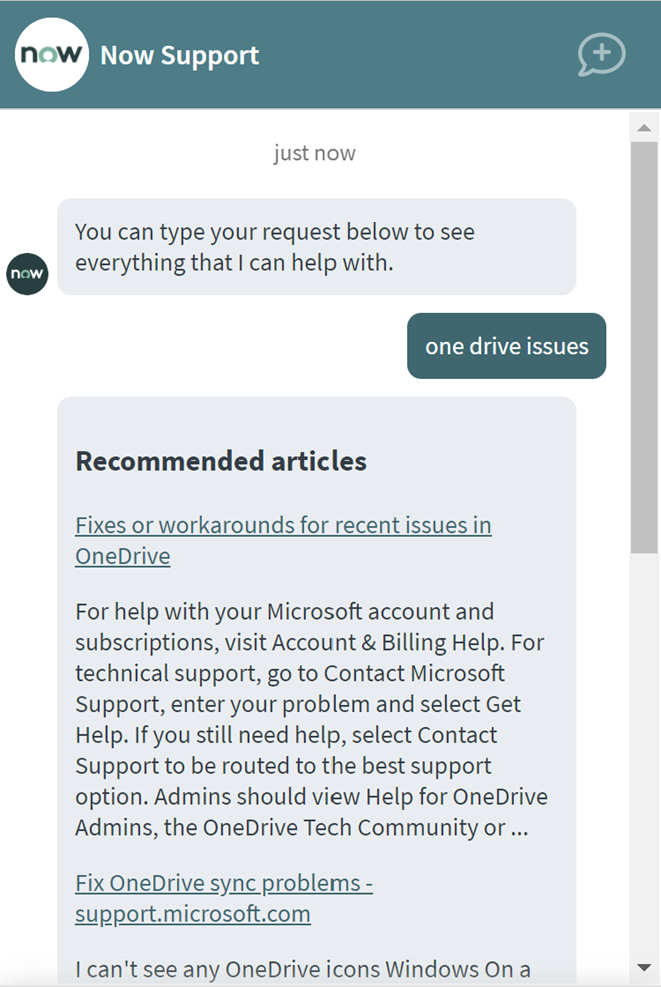 now Now Support
just now
You can type your request below to see
everything that I can help with.
now
one drive issues
Recommended articles
Fixes or workarounds for recent issues in
OneDrive
For help with your Microsoft account and
subscriptions, visit Account & Billing Help. For
technical support, go to Contact Microsoft
Support, enter your problem and select Get
Help. If you still need help, select Contact
Support to be routed to the best support
option. Admins should view Help for OneDrive
Admins, the OneDrive Tech Community or ...
Fix OneDrive sync problems -
support.microsoft.com
I can't see any OneDrive icons Windows On a